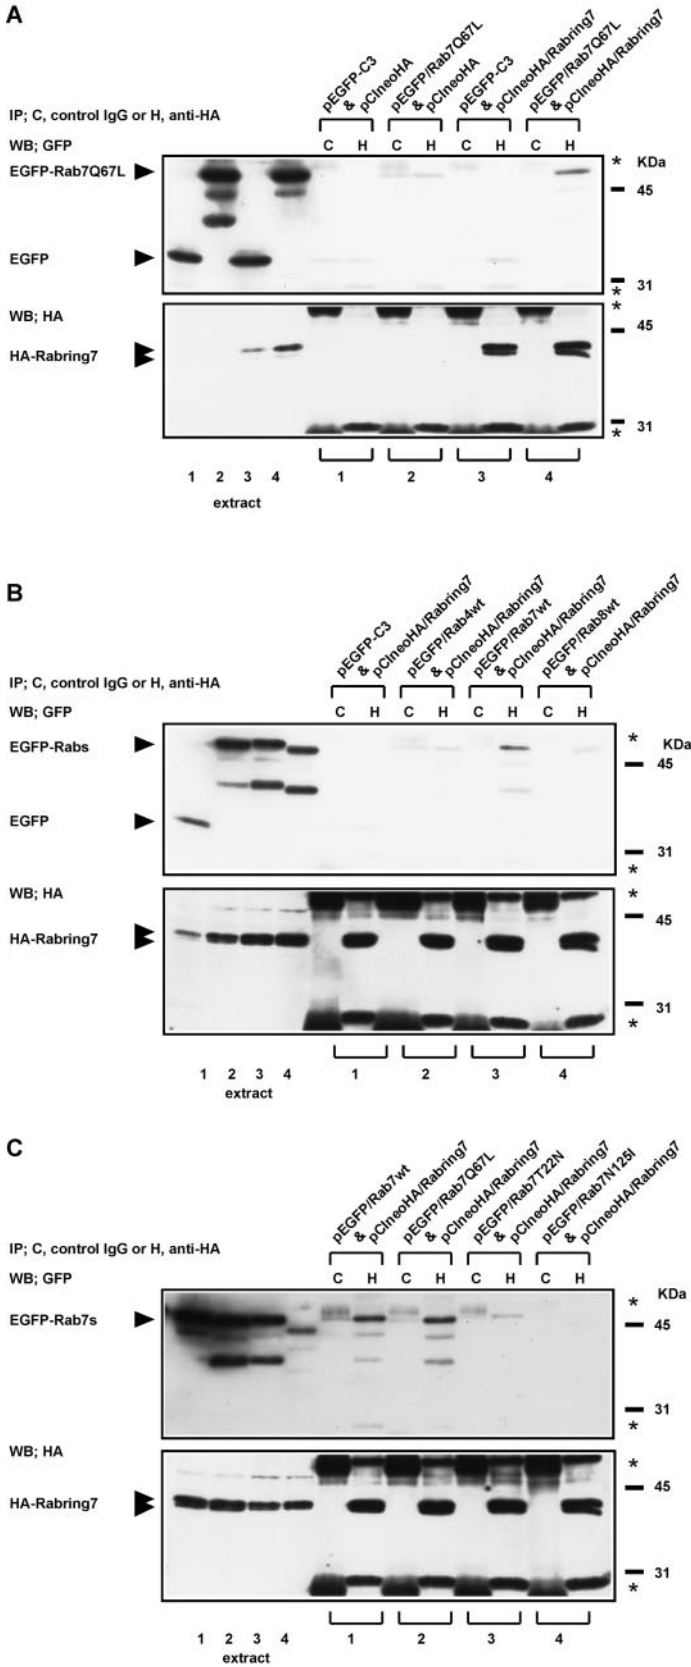 A
pEGFP-C3
&
pCIneoHA
pEGFP/Rab7Q67L
&
pCIneoHA
pEGFP-C3
&
pCIneoHA/Rabring7
pEGFP/Rab7Q67L
&
pCIneoHA/Rabring7
IP; C, control IgG or H, anti-HA
WB; GFP
C H C H C H C H
EGFP-Rab7Q67L
EGFP
* KDa
45
31
*
WB; HA
HA-Rabring7
*
45
31
*
1 2 3 4 1 2 3 4
extract
B
pEGFP-C3
&
pCIneoHA/Rabring7
pEGFP/Rab4wt
&
pCIneoHA/Rabring7
pEGFP/Rab7wt
&
pCIneoHA/Rabring7
pEGFP/Rab8wt
&
pCIneoHA/Rabring7
IP; C, control IgG or H, anti-HA
WB; GFP
C H C H C H C H
EGFP-Rabs
EGFP
* KDa
45
31
*
WB; HA
HA-Rabring7
*
45
31
*
1 2 3 4 1 2 3 4
extract
C
pEGFP/Rab7wt
&
pCIneoHA/Rabring7
pEGFP/Rab7Q67L
&
pCIneoHA/Rabring7
pEGFP/Rab7T22N
&
pCIneoHA/Rabring7
pEGFP/Rab7N125I
&
pCIneoHA/Rabring7
IP; C, control IgG or H, anti-HA
WB; GFP
C H C H C H C H
EGFP-Rab7s
* KDa
45
31
*
WB; HA
HA-Rabring7
*
45
31
*
1 2 3 4 1 2 3 4
extract